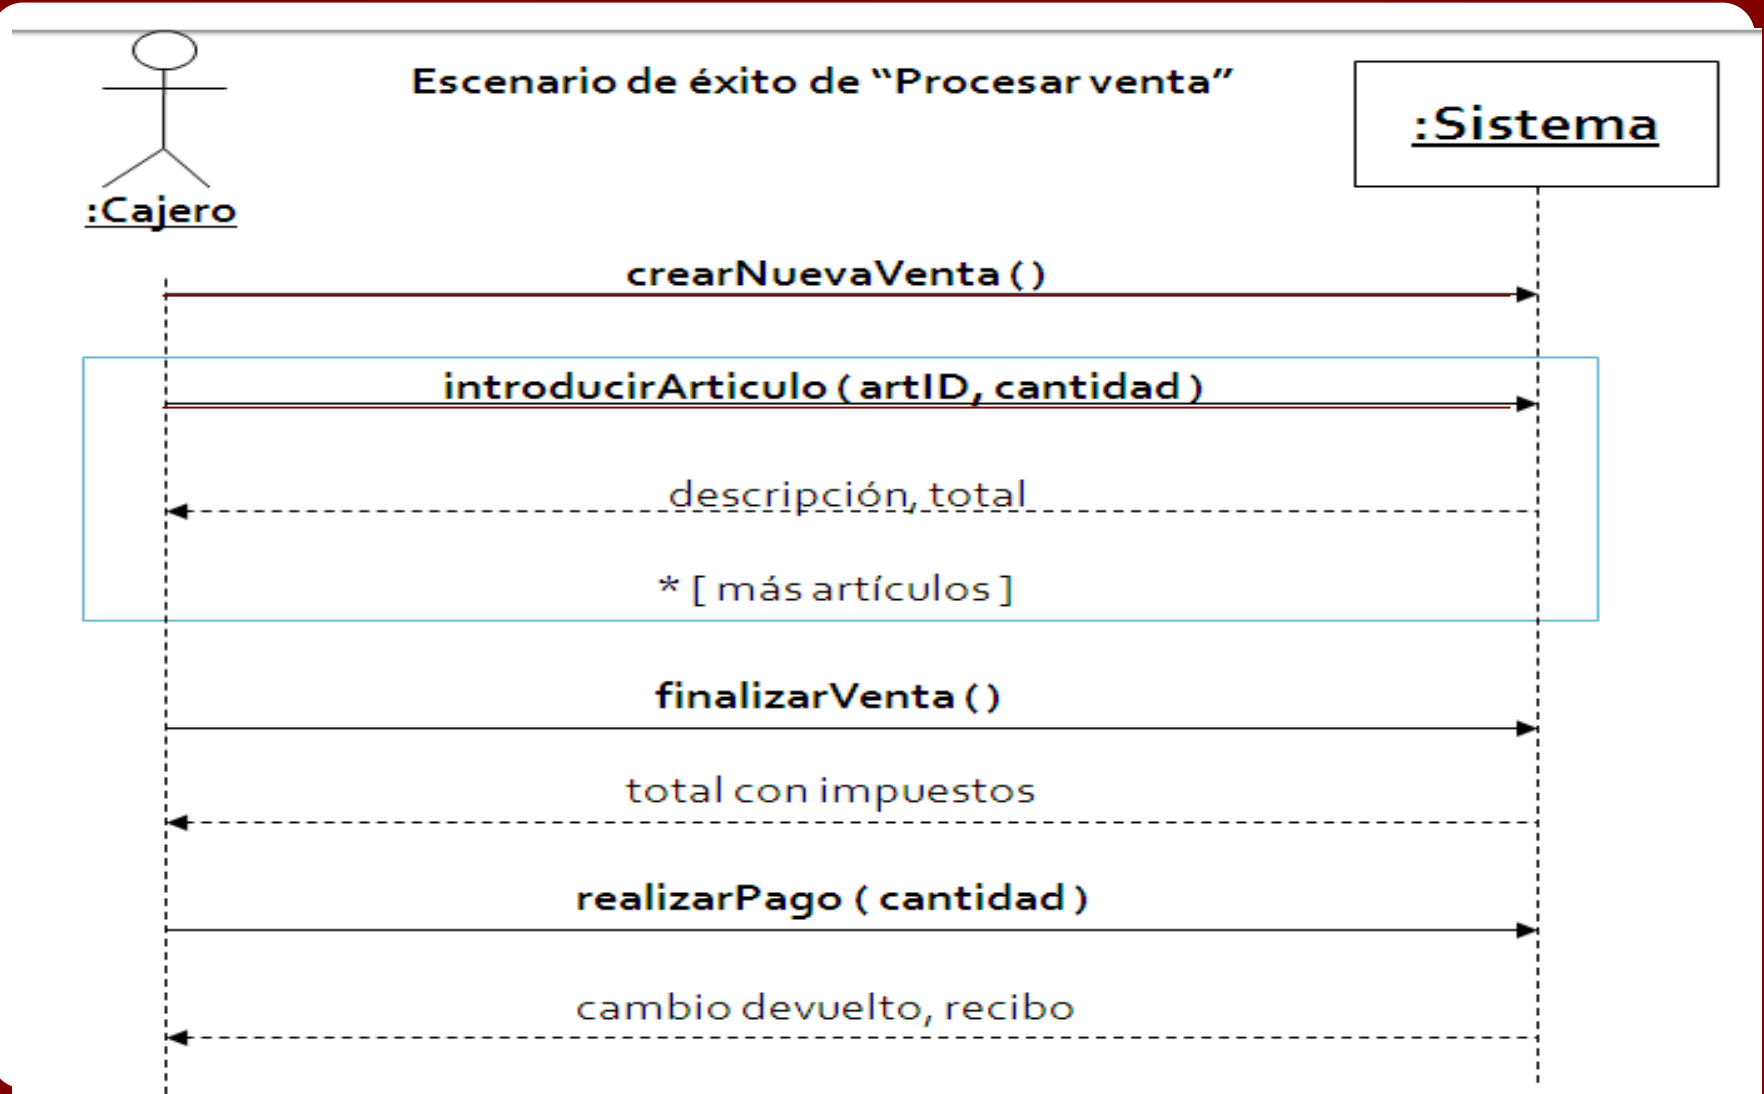 Escenario de éxito de “Procesar venta”
:Sistema
:Cajero
crearNuevaVenta ( )
introducirArticulo ( artID, cantidad )
descripción, total
* [ más artículos ]
finalizarVenta ( )
total con impuestos
realizarPago ( cantidad )
cambio devuelto, recibo